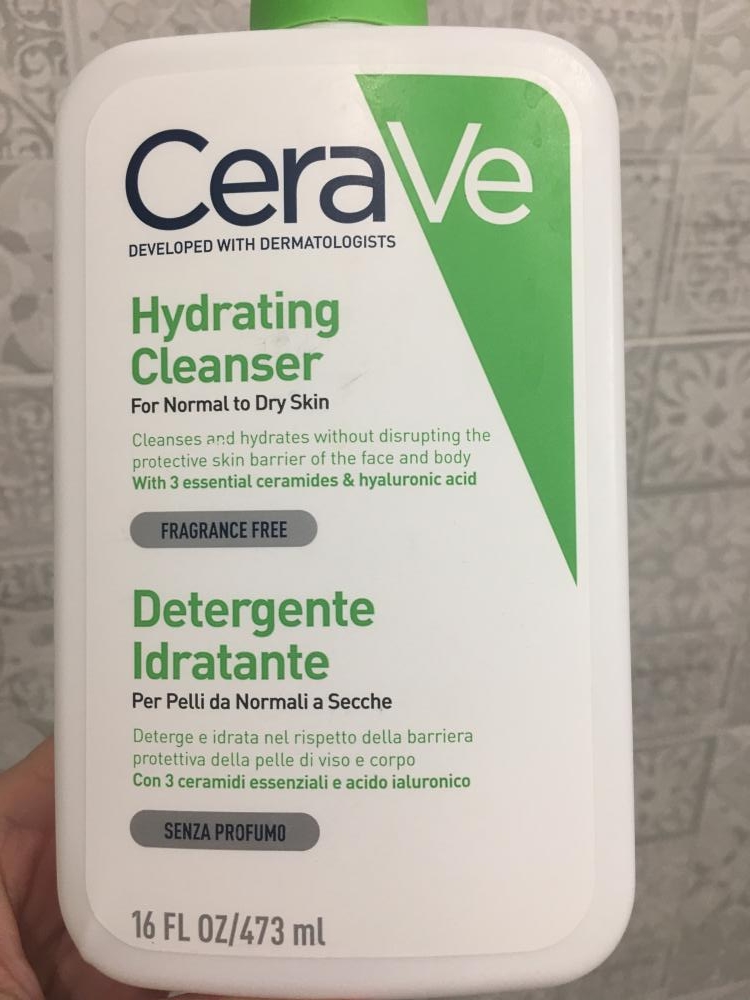 CeraVe
DEVELOPED WITH DERMATOLOGISTS
Hydrating
Cleanser
For Normal to Dry Skin
Cleanses and hydrates without disrupting the
protective skin barrier of the face and body
With 3 essential ceramides & hyaluronic acid
FRAGRANCE FREE
Detergente
Idratante
Per Pelli da Normali a Secche
Deterge e idrata nel rispetto della barriera
protettiva della pelle di viso e corpo
Con 3 ceramidi essenziali e acido ialuronico
SENZA PROFUMO
16 FL OZ/473 ml